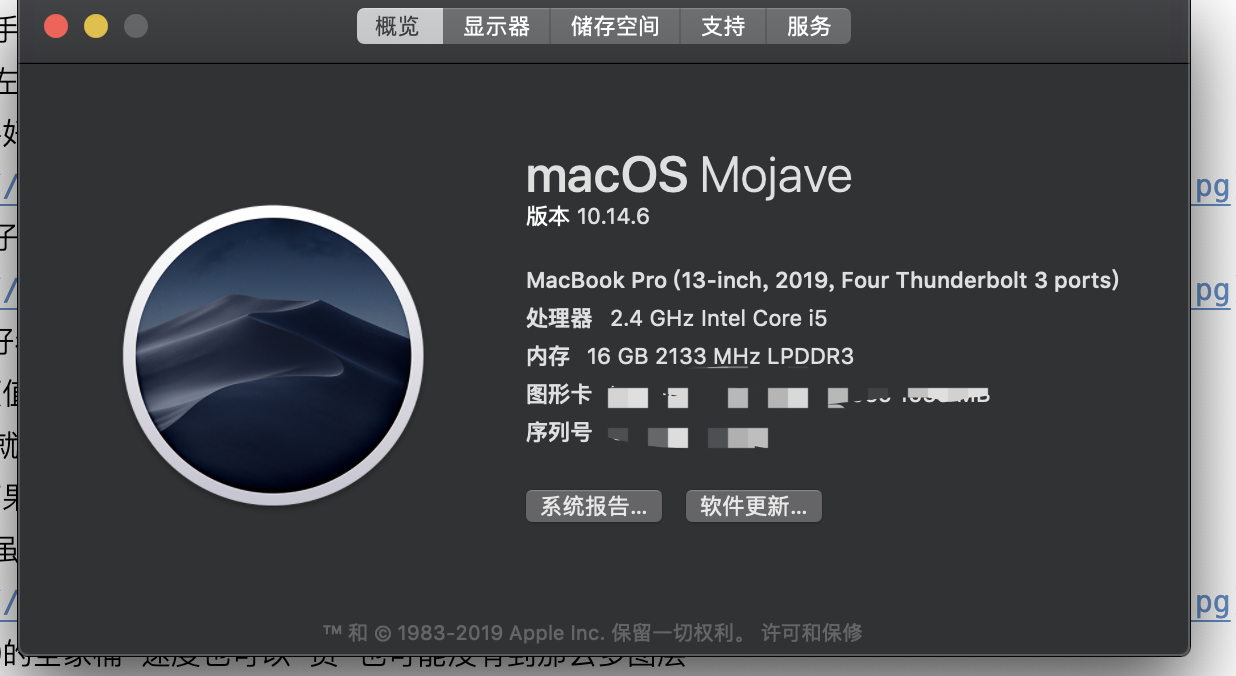 概览 显示器 储存空间 支持 服务
macOS Mojave
版本 10.14.6
MacBook Pro (13-inch, 2019, Four Thunderbolt 3 ports)
处理器 2.4 GHz Intel Core i5
内存 16 GB 2133 MHz LPDDR3
图形卡
序列号
系统报告... 软件更新...
™ 和 © 1983-2019 Apple Inc. 保留一切权利。 许可和保修
pg
pg
pg